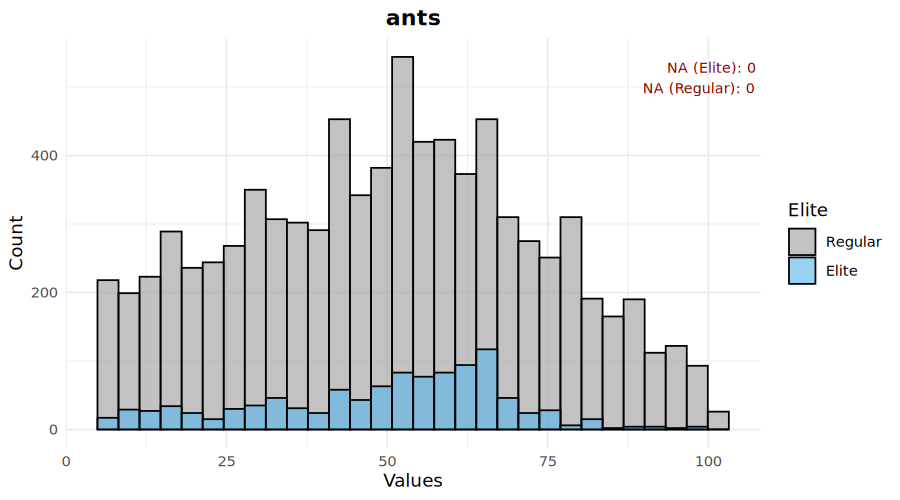 ants
NA (Elite): 0
NA (Regular): 0
Count
400
200
0
0
25
50
75
100
Values
Elite
Regular
Elite